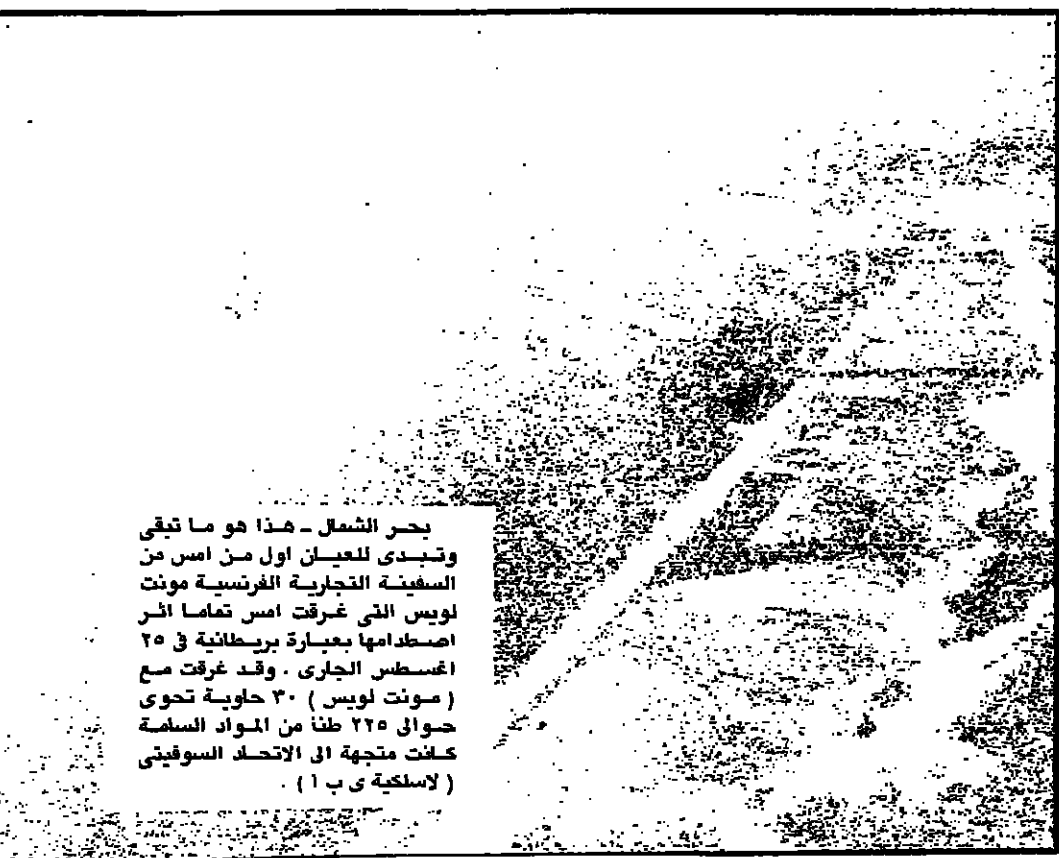 بحر الشمال ــ هذا هو ما تبقى
وتبدى للعيان اول من امس من
السفينة التجارية الفرنسية مونت
لويس التى غرقت امس تماما اثر
اصطدامها بعبارة بريطانية في ٢٥
اغسطس الجارى . وقد غرقت مع
( مونت لويس ) ٣٠ حاوية تحوى
حوالى ٢٢٥ طنا من المواد السامة
كانت متجهة الى الاتحاد السوفيتى
( لاسلكية ى ب ا ) .